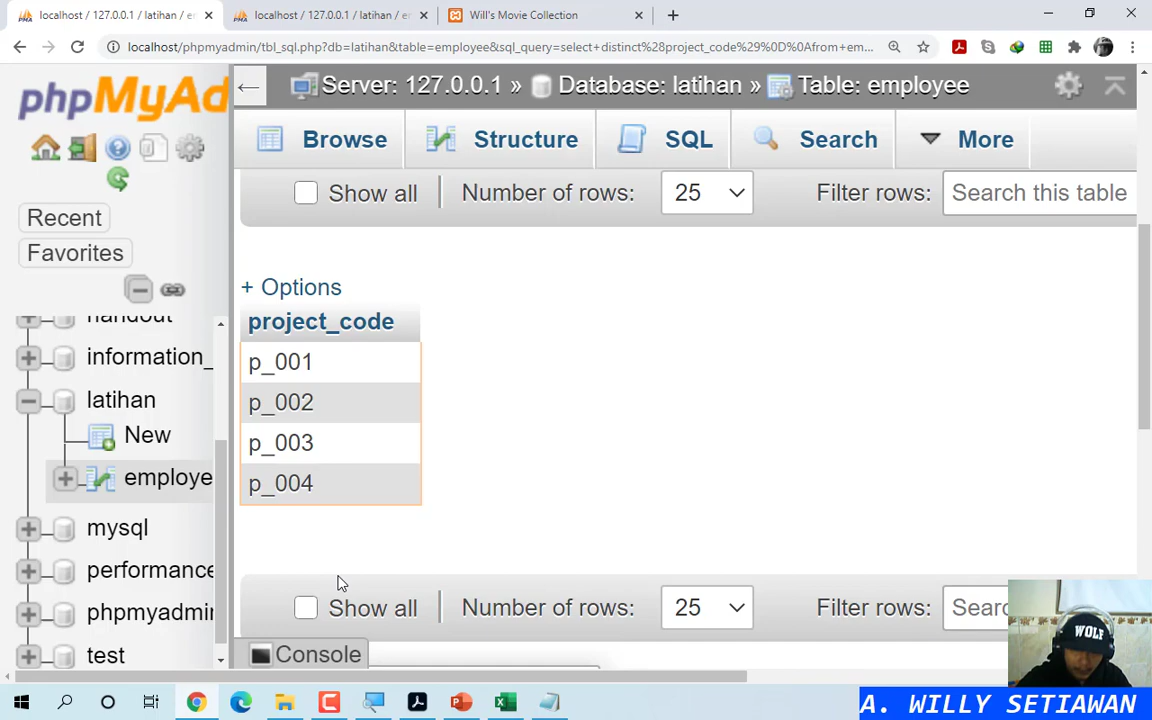 localhost / 127.0.0.1 / latihan / e
localhost / 127.0.0.1 / latihan / e
Will's Movie Collection
localhost/phpmyadmin/tbl_sql.php?db=latihan&table=employee&sql_query=select+distinct%28project_code%29%0D%0Afrom+em...
phpMyAd
Server: 127.0.0.1 » Database: latihan » Table: employee
Browse Structure SQL Search More
Show all Number of rows: 25 Filter rows: Search this table
Recent
Favorites
+ Options
project_code
p_001
p_002
p_003
p_004
handout
information_
latihan
New
employe
mysql
performance
phpmyadmin
test
Show all Number of rows: 25 Filter rows: Sear
Console
WOLF
A. WILLY SETIAWAN